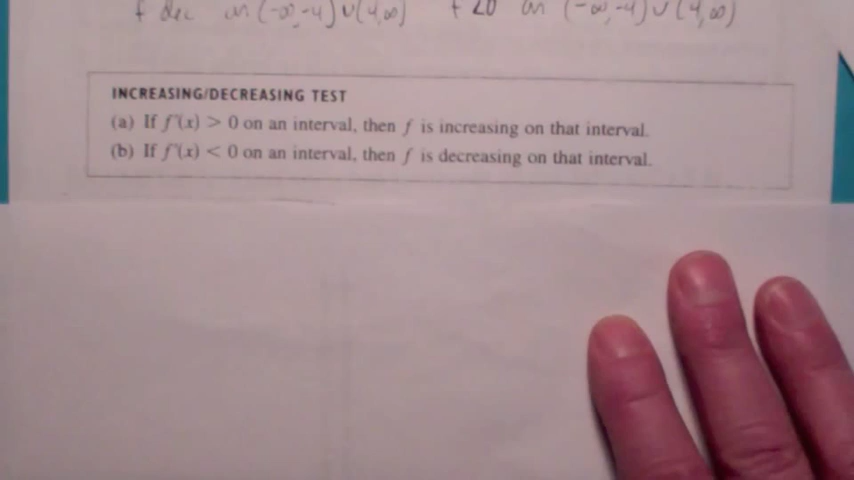 f dec on (-∞,-4)∪(4,∞) f <0 on (-∞,-4)∪(4,∞)
INCREASING/DECREASING TEST
(a) If f'(x) > 0 on an interval, then f is increasing on that interval.
(b) If f'(x) < 0 on an interval, then f is decreasing on that interval.